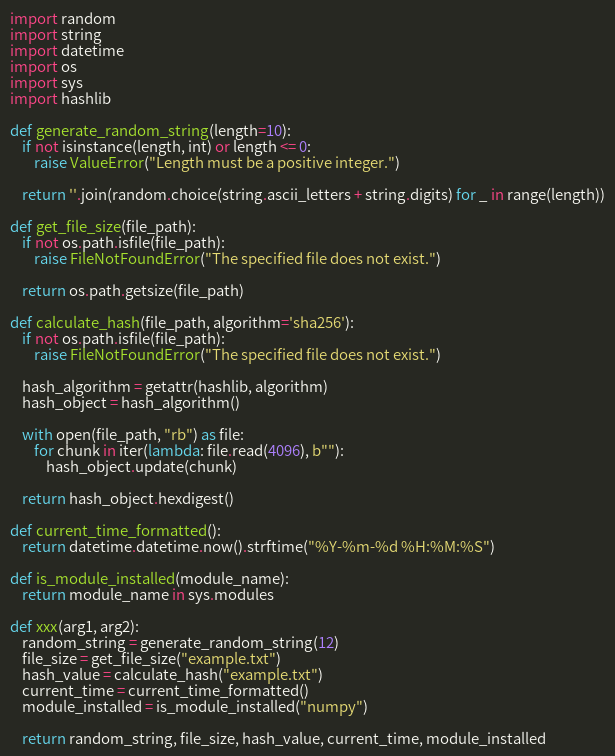 import random
import string
import datetime
import os
import sys
import hashlib

def generate_random_string(length=10):
    if not isinstance(length, int) or length <= 0:
        raise ValueError("Length must be a positive integer.")

    return ''.join(random.choice(string.ascii_letters + string.digits) for _ in range(length))

def get_file_size(file_path):
    if not os.path.isfile(file_path):
        raise FileNotFoundError("The specified file does not exist.")

    return os.path.getsize(file_path)

def calculate_hash(file_path, algorithm='sha256'):
    if not os.path.isfile(file_path):
        raise FileNotFoundError("The specified file does not exist.")

    hash_algorithm = getattr(hashlib, algorithm)
    hash_object = hash_algorithm()

    with open(file_path, "rb") as file:
        for chunk in iter(lambda: file.read(4096), b""):
            hash_object.update(chunk)

    return hash_object.hexdigest()

def current_time_formatted():
    return datetime.datetime.now().strftime("%Y-%m-%d %H:%M:%S")

def is_module_installed(module_name):
    return module_name in sys.modules

def xxx(arg1, arg2):
    random_string = generate_random_string(12)
    file_size = get_file_size("example.txt")
    hash_value = calculate_hash("example.txt")
    current_time = current_time_formatted()
    module_installed = is_module_installed("numpy")

    return random_string, file_size, hash_value, current_time, module_installed